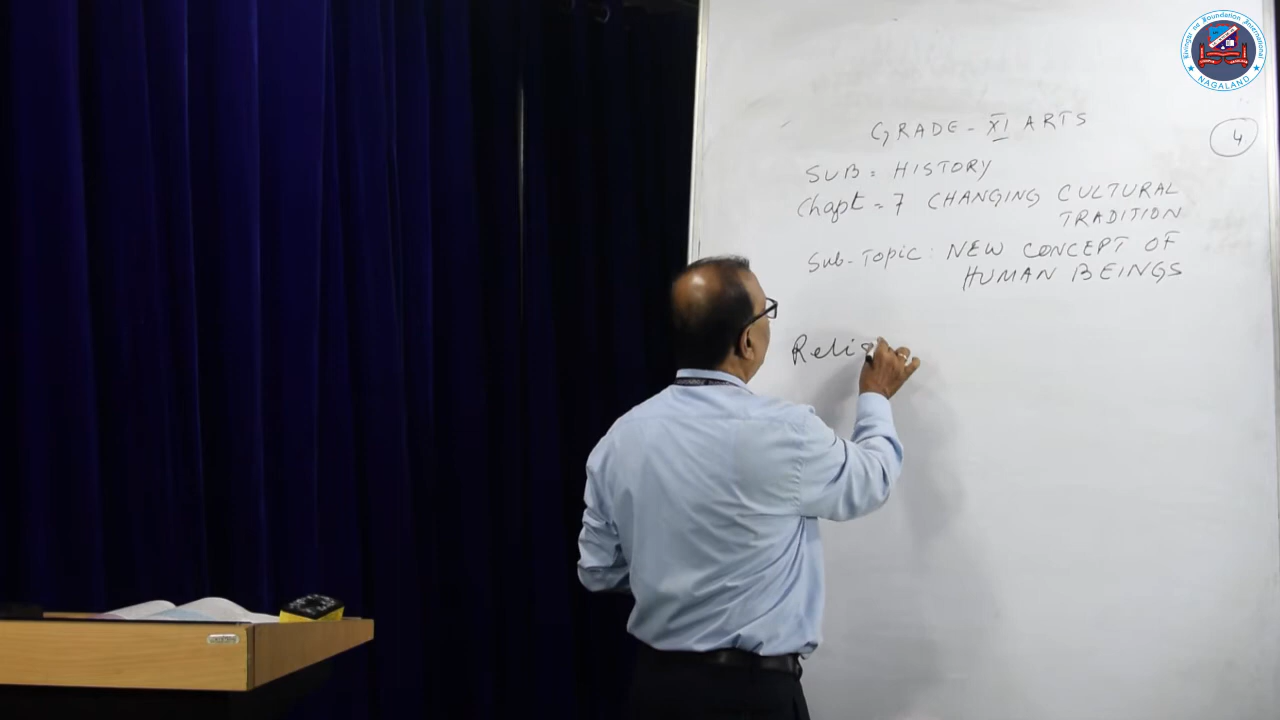 GRADE - XI ARTS
4
SUB = HISTORY
Chapt = 7 CHANGING CULTURAL
TRADITION
Sub-Topic : NEW CONCEPT OF
HUMAN BEINGS
Relig
NAGALAND